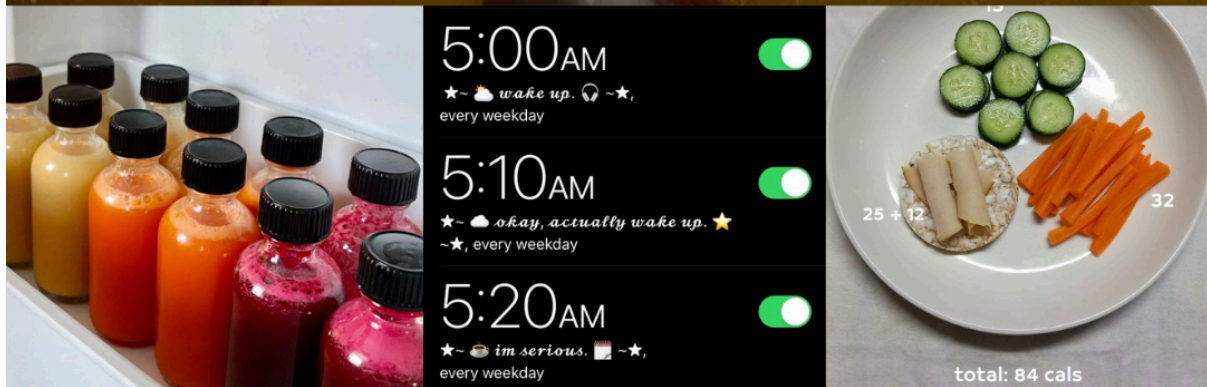 5:00AM
★~ 🌥️ wake up. 🎧 ~★,
every weekday
5:10AM
★~ ☁️ okay, actually wake up. ⭐
~★, every weekday
5:20AM
★~ ☕ im serious. 🗓️ ~★,
every weekday
25 + 12
32
total: 84 cals